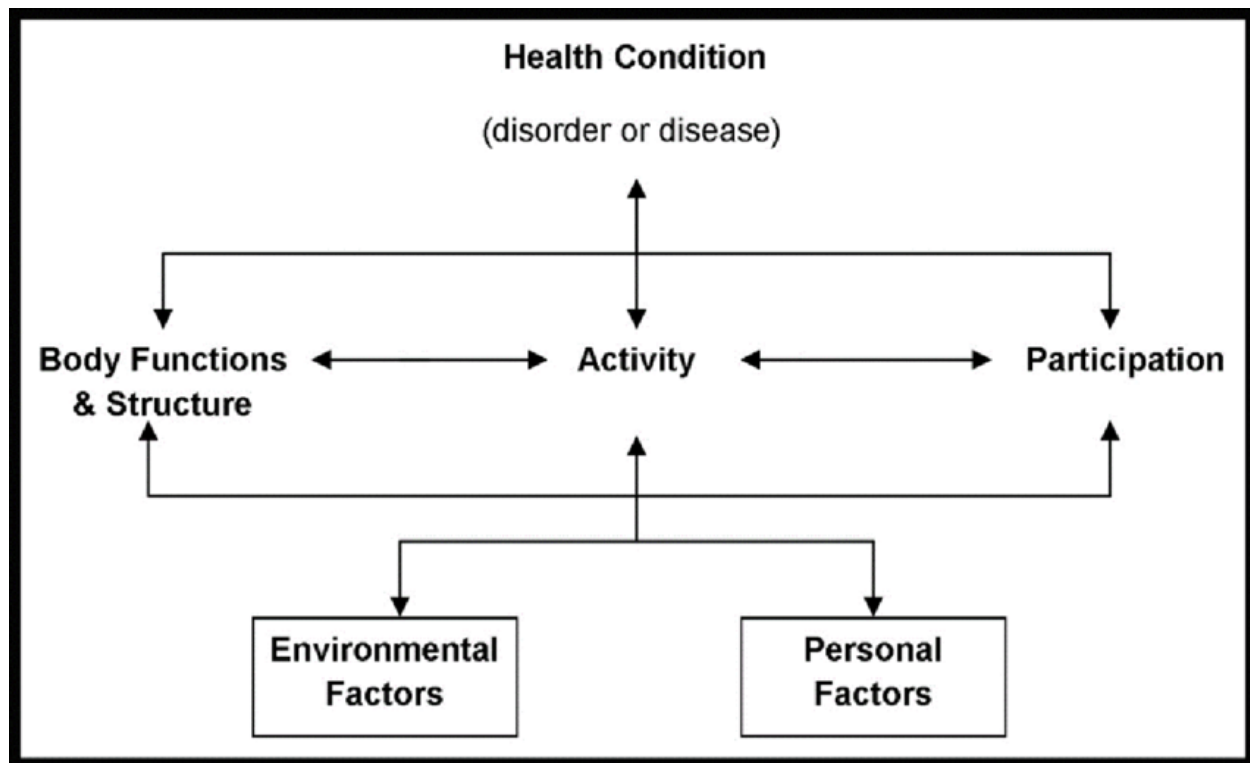 Health Condition
(disorder or disease)
Body Functions
& Structure
Activity
Participation
Environmental
Factors
Personal
Factors